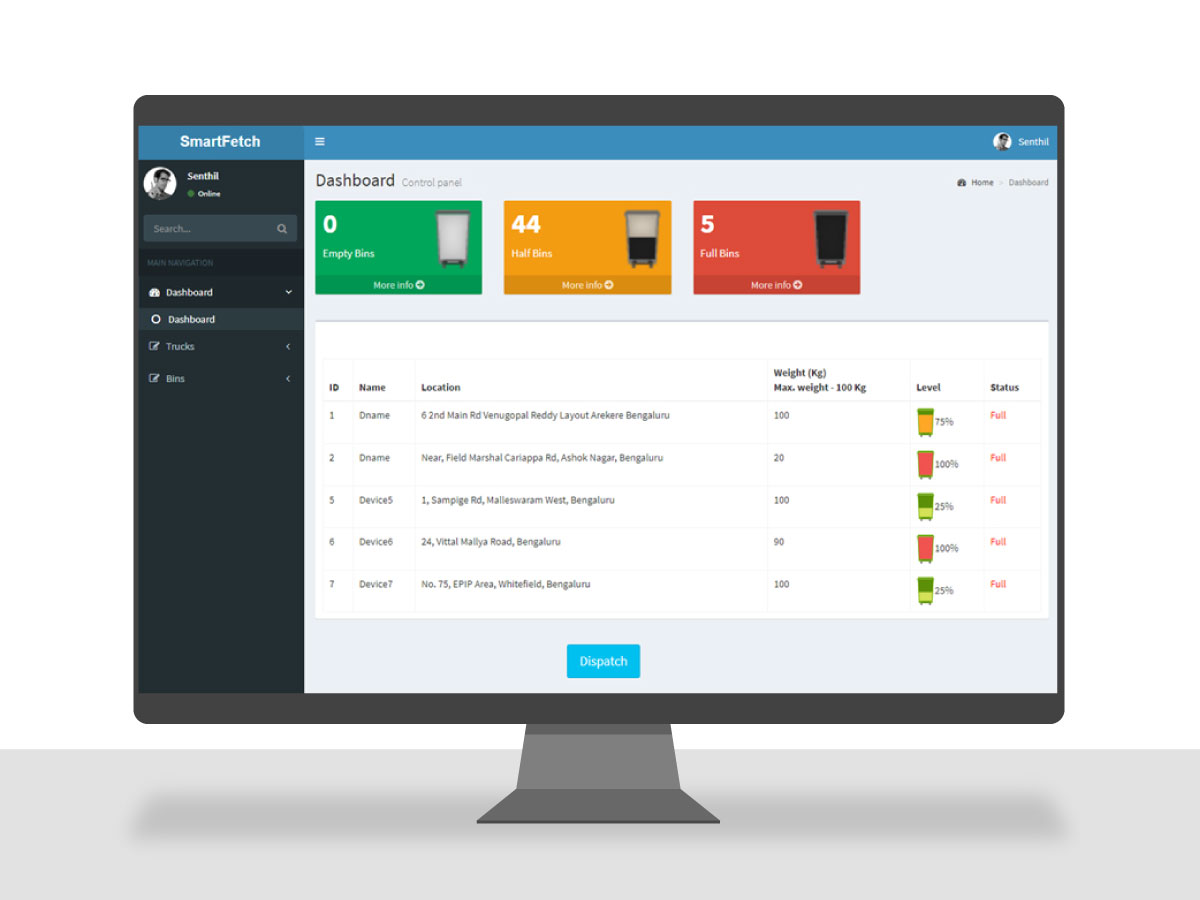 SmartFetch
Senthil
Senthil
Online
Search...
MAIN NAVIGATION
Dashboard
Dashboard
Trucks
Bins
Dashboard Control panel
Home > Dashboard
0
Empty Bins
More info
44
Half Bins
More info
5
Full Bins
More info
Weight (Kg)
ID Name Location Max. weight - 100 Kg Level Status
1 Dname 6 2nd Main Rd Venugopal Reddy Layout Arekere Bengaluru 100 75% Full
2 Dname Near, Field Marshal Cariappa Rd, Ashok Nagar, Bengaluru 20 100% Full
5 Device5 1, Sampige Rd, Malleswaram West, Bengaluru 100 25% Full
6 Device6 24, Vittal Mallya Road, Bengaluru 90 100% Full
7 Device7 No. 75, EPIP Area, Whitefield, Bengaluru 100 25% Full
Dispatch